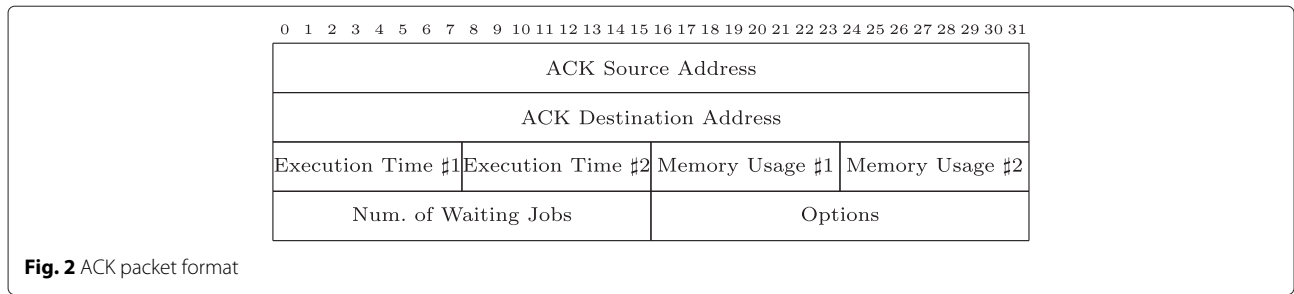 0 1 2 3 4 5 6 7 8 9 10 11 12 13 14 15 16 17 18 19 20 21 22 23 24 25 26 27 28 29 30 31
ACK Source Address
ACK Destination Address
Execution Time ♯1 Execution Time ♯2 Memory Usage ♯1 Memory Usage ♯2
Num. of Waiting Jobs Options
Fig. 2 ACK packet format